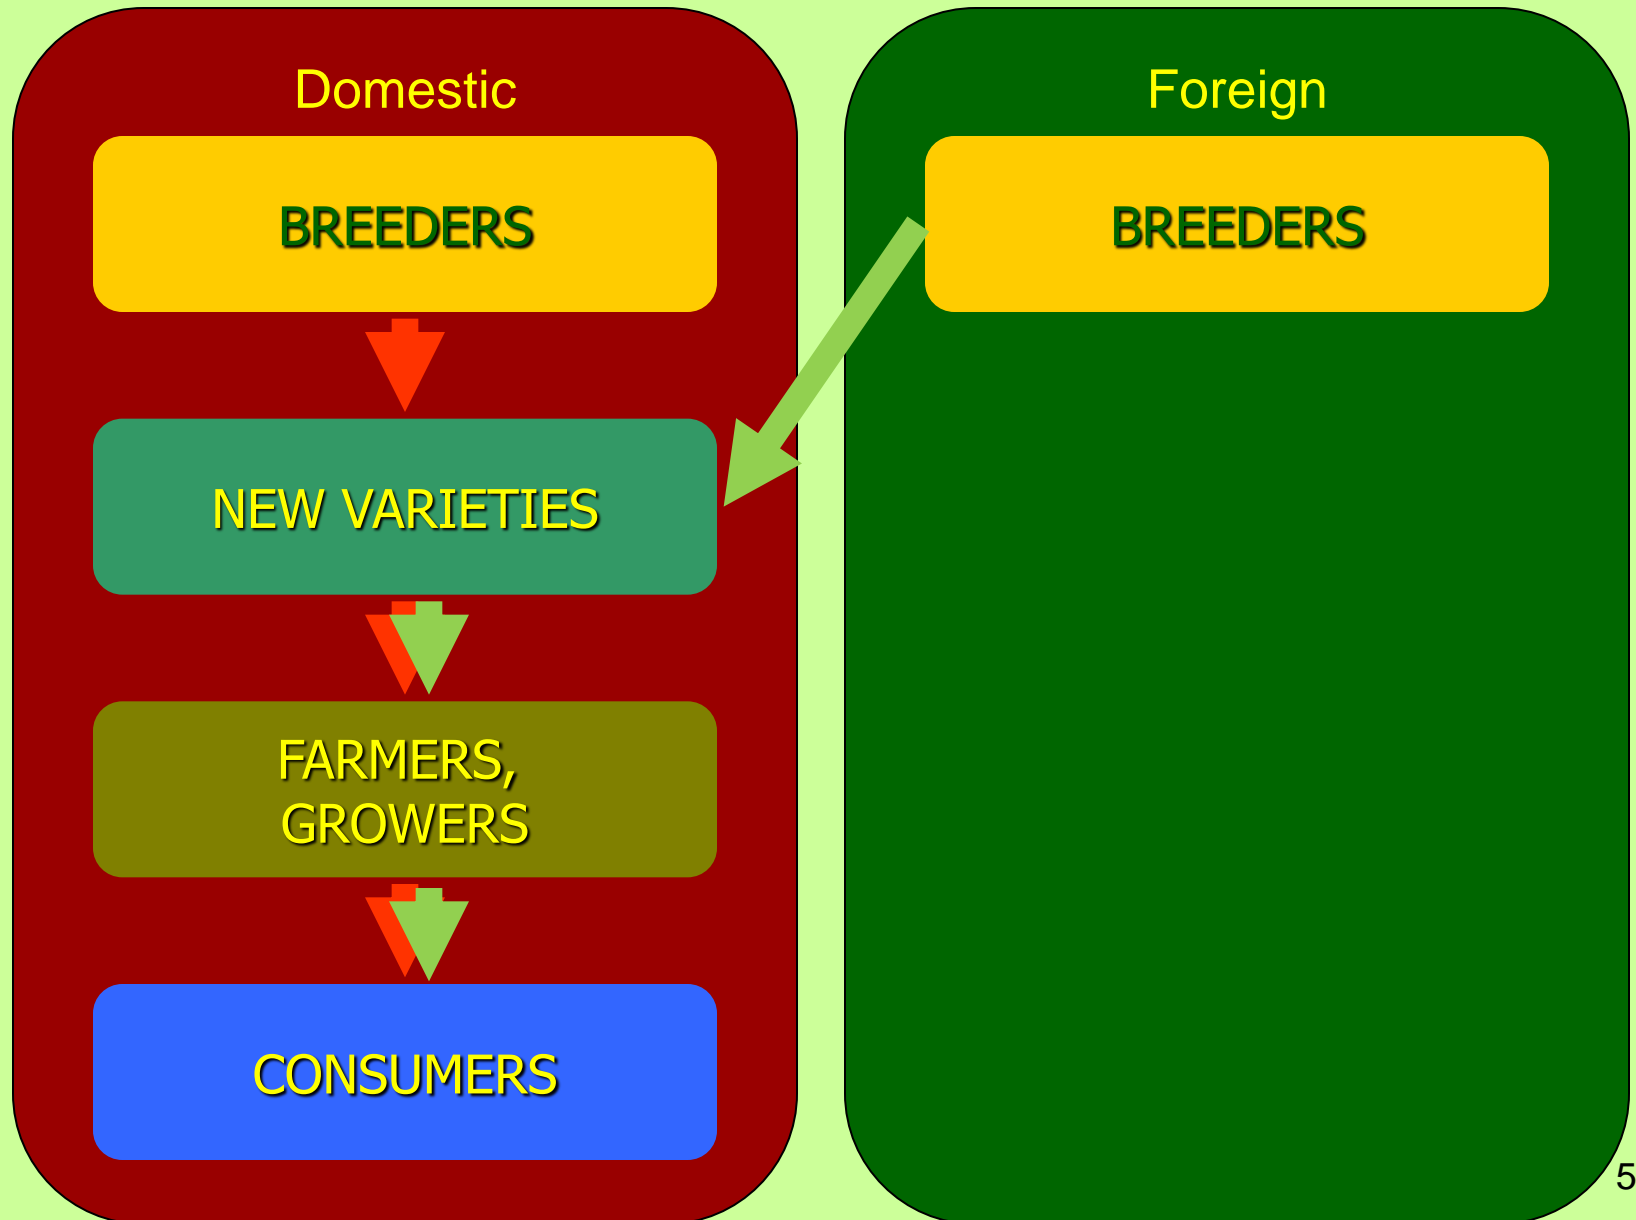 Domestic
BREEDERS
NEW VARIETIES
FARMERS,
GROWERS
CONSUMERS
Foreign
BREEDERS
5